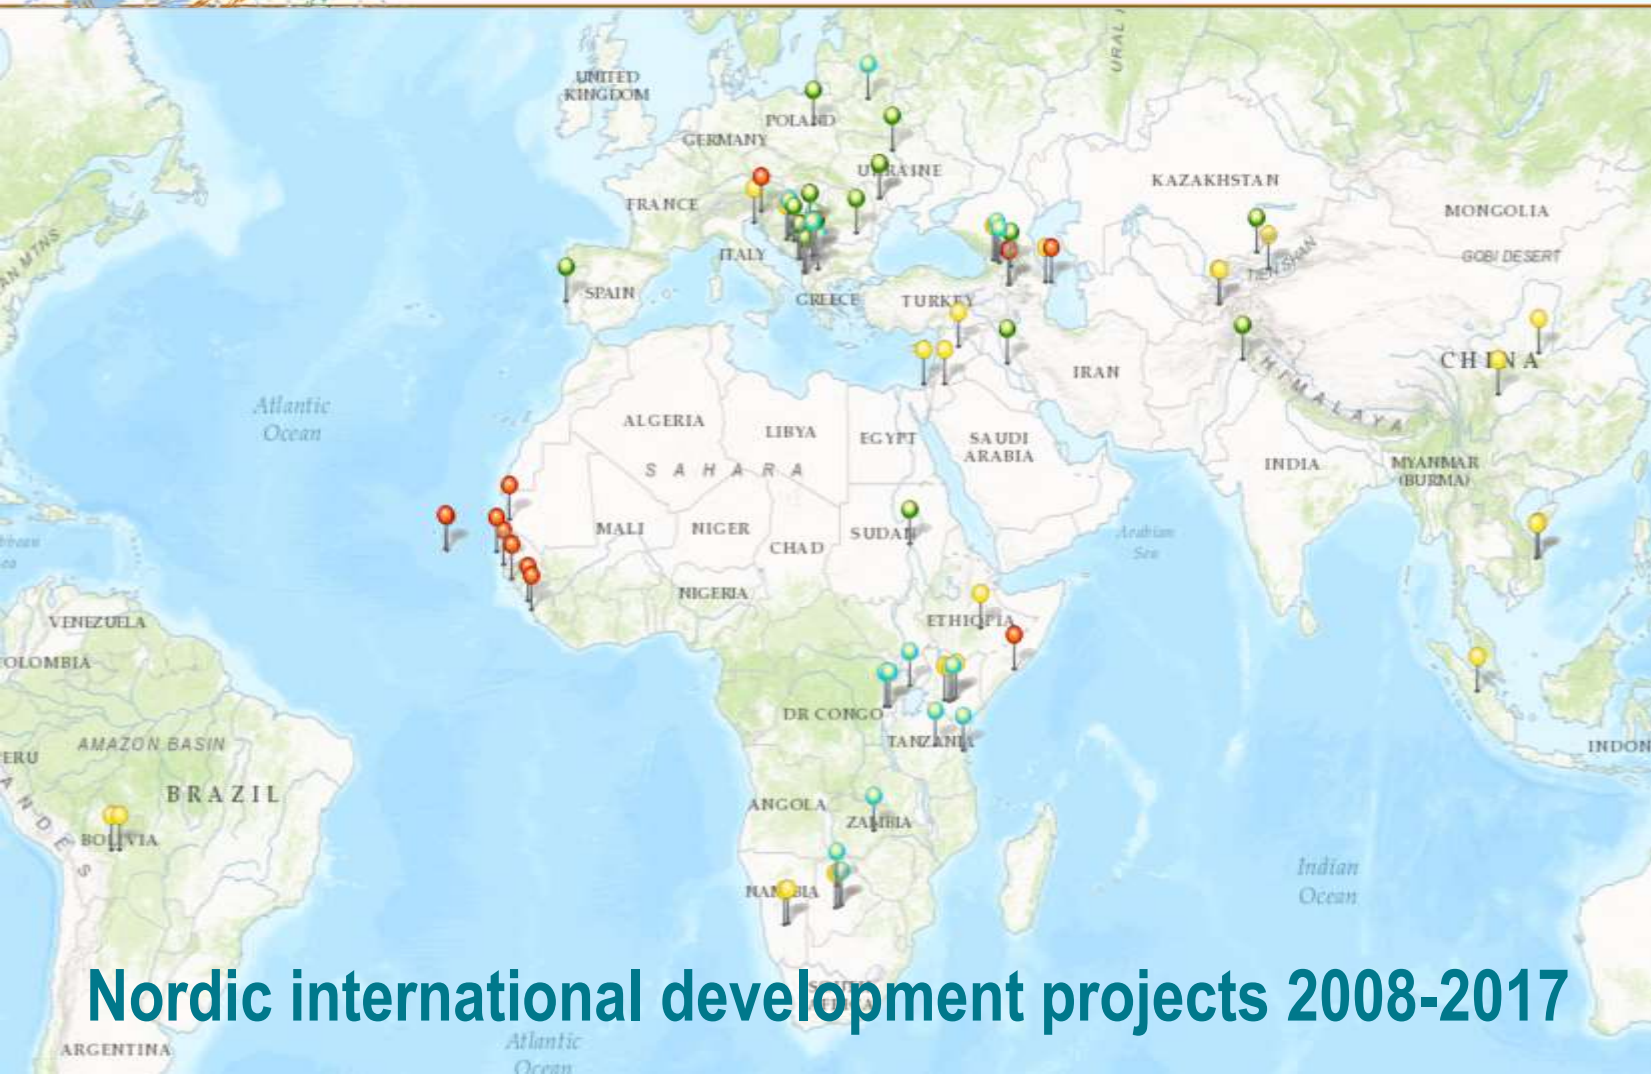 URAL
UNITED
KINGDOM
POLAND
GERMANY
UKRAINE
KAZAKHSTAN
FRANCE
MONGOLIA
ITALY
TIEN SHAN
GOBI DESERT
SPAIN
GREECE
TURKEY
CHINA
IRAN
HIMALAYA
Atlantic
Ocean
ALGERIA
LIBYA
EGYPT
SAUDI
ARABIA
SAHARA
INDIA
MYANMAR
(BURMA)
MALI
NIGER
CHAD
SUDAN
Arabian
Sea
NIGERIA
ETHIOPIA
VENEZUELA
OLOMBIA
DR CONGO
TANZANIA
AMAZON BASIN
ERU
INDON
BRAZIL
ANDES
ANGOLA
ZAMBIA
BOLIVIA
Indian
Ocean
NAMIBIA
Nordic international development projects 2008-2017
SOUTH
AFRICA
ARGENTINA
Atlantic
Ocean